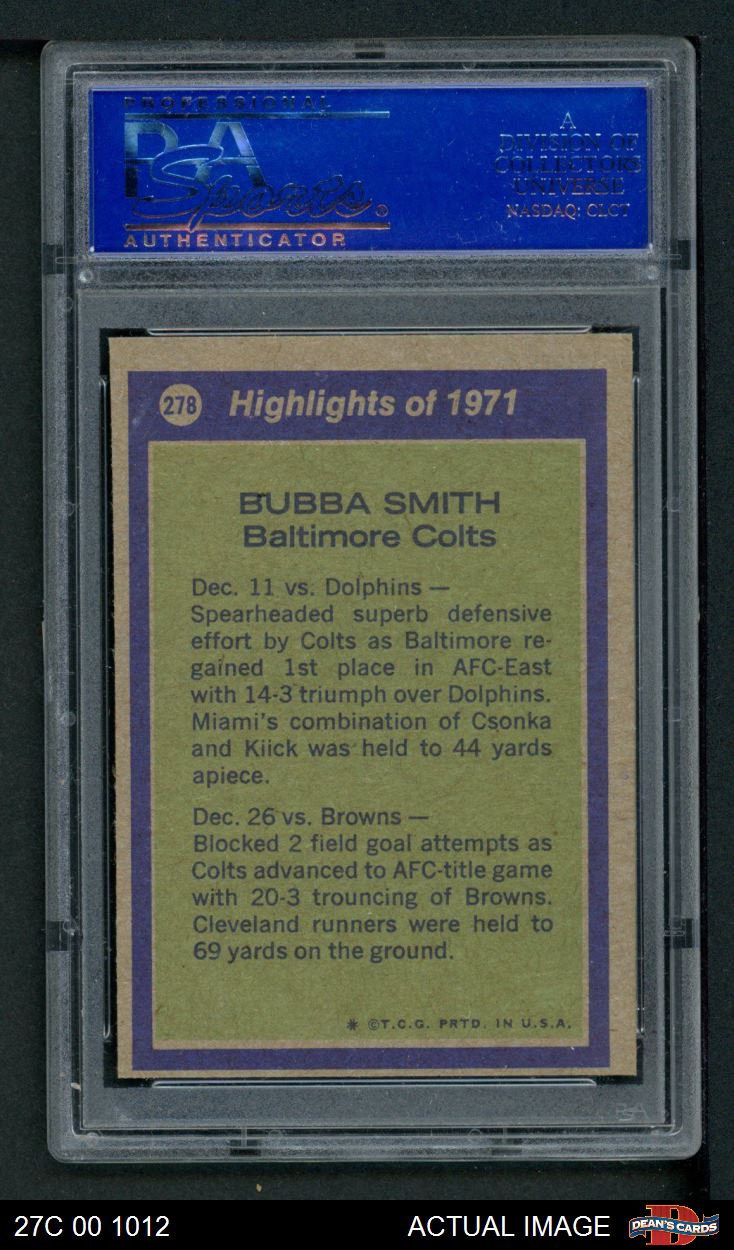 PROFESSIONAL
PSA
Sports®
AUTHENTICATOR
A
DIVISION OF
COLLECTORS
UNIVERSE
NASDAQ: CLCT
278 Highlights of 1971
BUBBA SMITH
Baltimore Colts
Dec. 11 vs. Dolphins —
Spearheaded superb defensive
effort by Colts as Baltimore re-
gained 1st place in AFC-East
with 14-3 triumph over Dolphins.
Miami's combination of Csonka
and Kiick was held to 44 yards
apiece.
Dec. 26 vs. Browns —
Blocked 2 field goal attempts as
Colts advanced to AFC-title game
with 20-3 trouncing of Browns.
Cleveland runners were held to
69 yards on the ground.
* ©T.C.G. PRTD. IN U.S.A.
PSA
27C 00 1012
ACTUAL IMAGE
DEAN'S CARDS